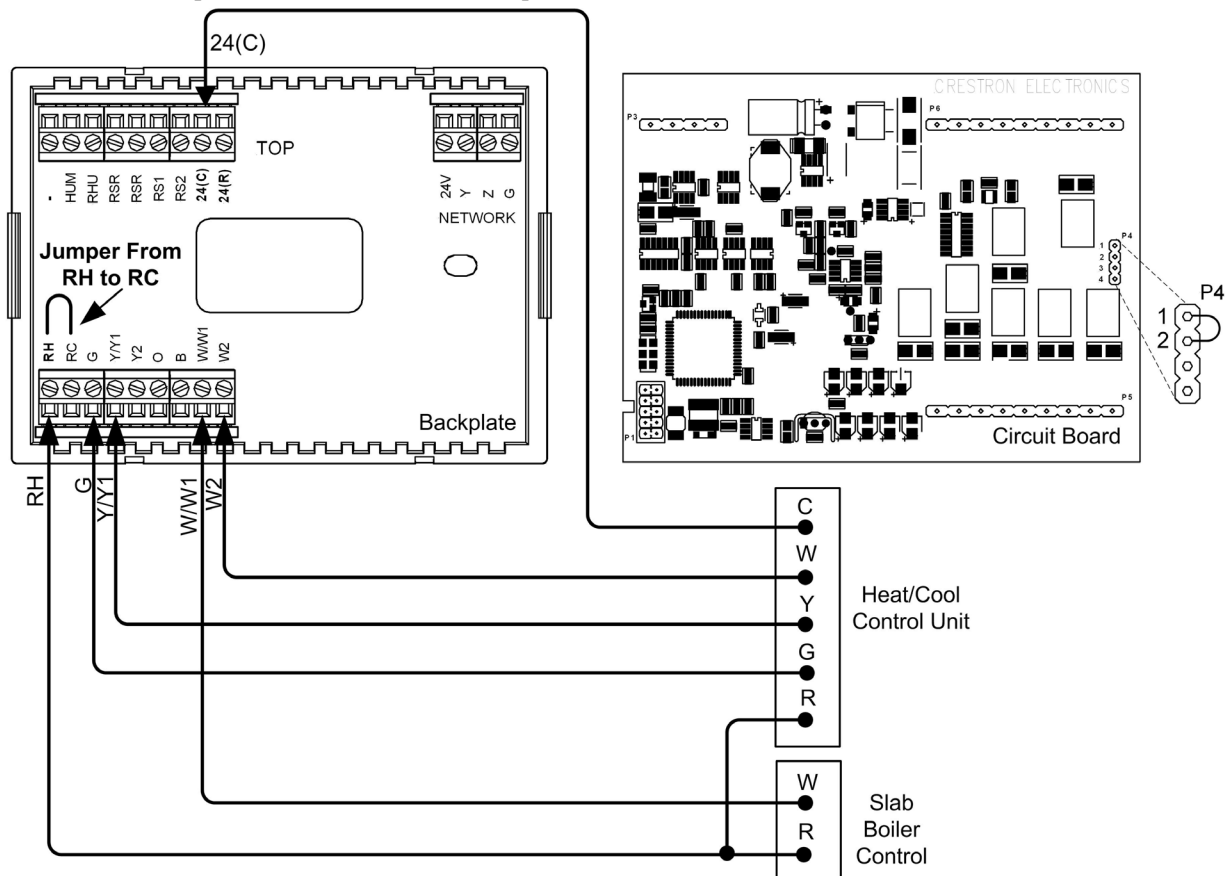 24(C)
CRESTRON ELECTRONICS
P3
P6
TOP
-
HUM
RHU
RSR
RSR
RS1
RS2
24(C)
24(R)
24V
Y
Z
G
NETWORK
Jumper From
RH to RC
RH
RC
G
Y/Y1
Y2
O
B
W/W1
W2
Backplate
P4
1
2
3
4
P4
1
2
P1
P5
Circuit Board
RH
G
Y/Y1
W/W1
W2
C
W
Y
G
R
Heat/Cool
Control Unit
W
R
Slab
Boiler
Control